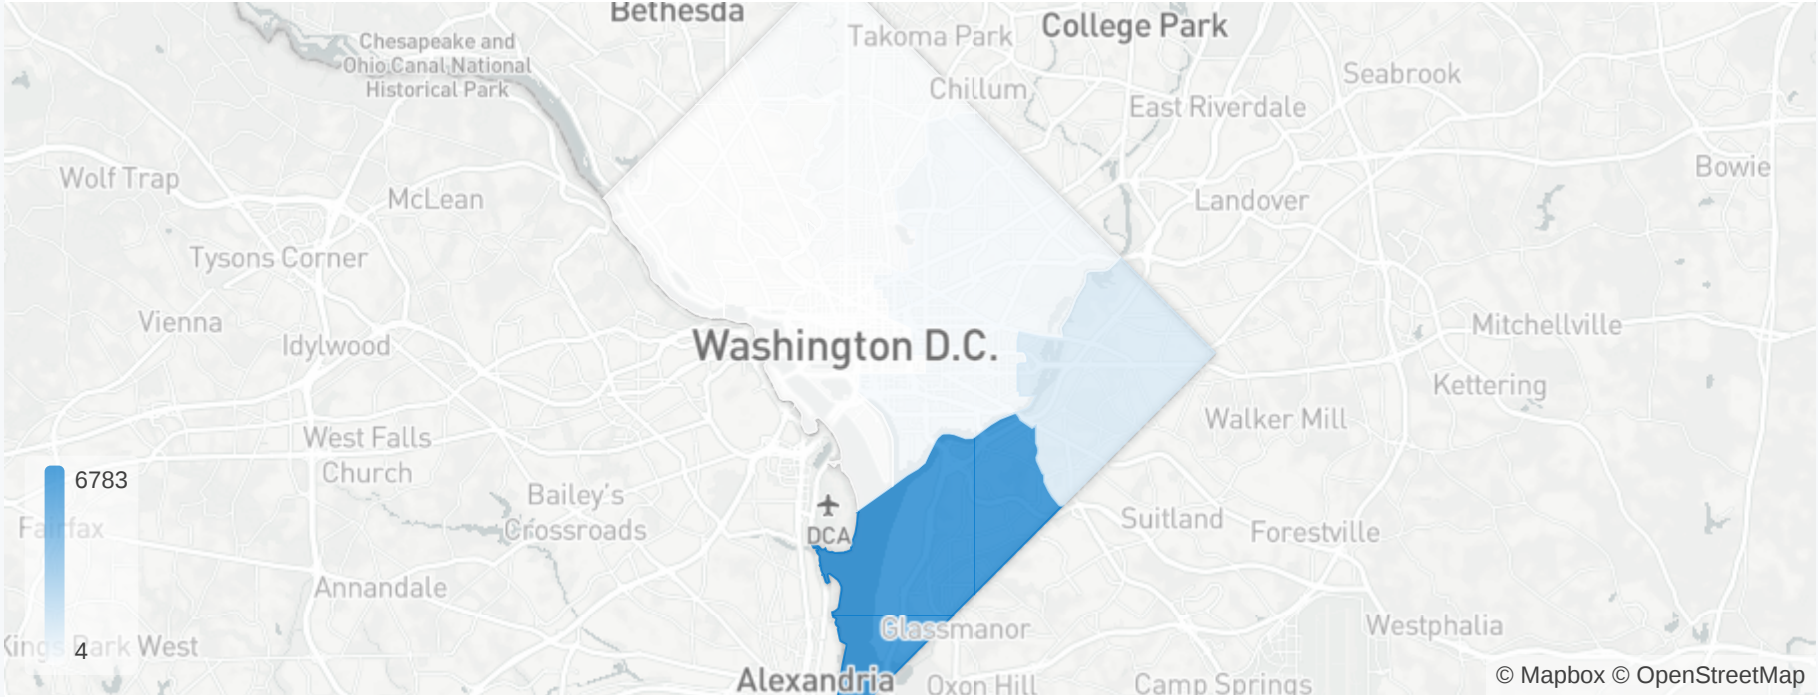 Bethesda
College Park
Takoma Park
Chesapeake and
Ohio Canal National
Historical Park
Seabrook
Chillum
East Riverdale
Bowie
Wolf Trap
McLean
Landover
Tysons Corner
Vienna
Mitchellville
Idylwood
Washington D.C.
Kettering
Walker Mill
West Falls
Church
6783
Bailey's
Crossroads
Fairfax
DCA
Suitland
Forestville
Annandale
Glassmanor
Westphalia
Kings Park West
4
Alexandria
Oxon Hill
Camp Springs
© Mapbox © OpenStreetMap